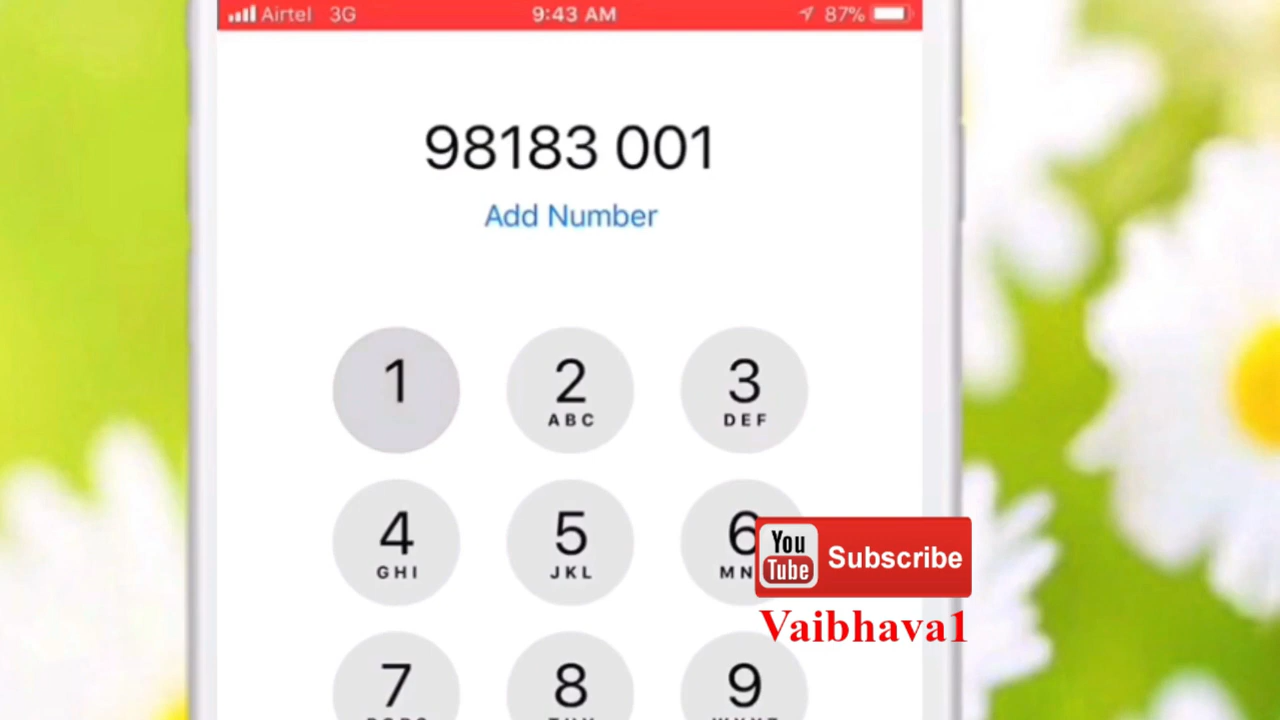 Airtel 3G 9:43 AM 87%
98183 001
Add Number
1 2 3
ABC DEF
4 5 6
GHI JKL MN
You
Tube
Subscribe
Vaibhava1
7 8 9